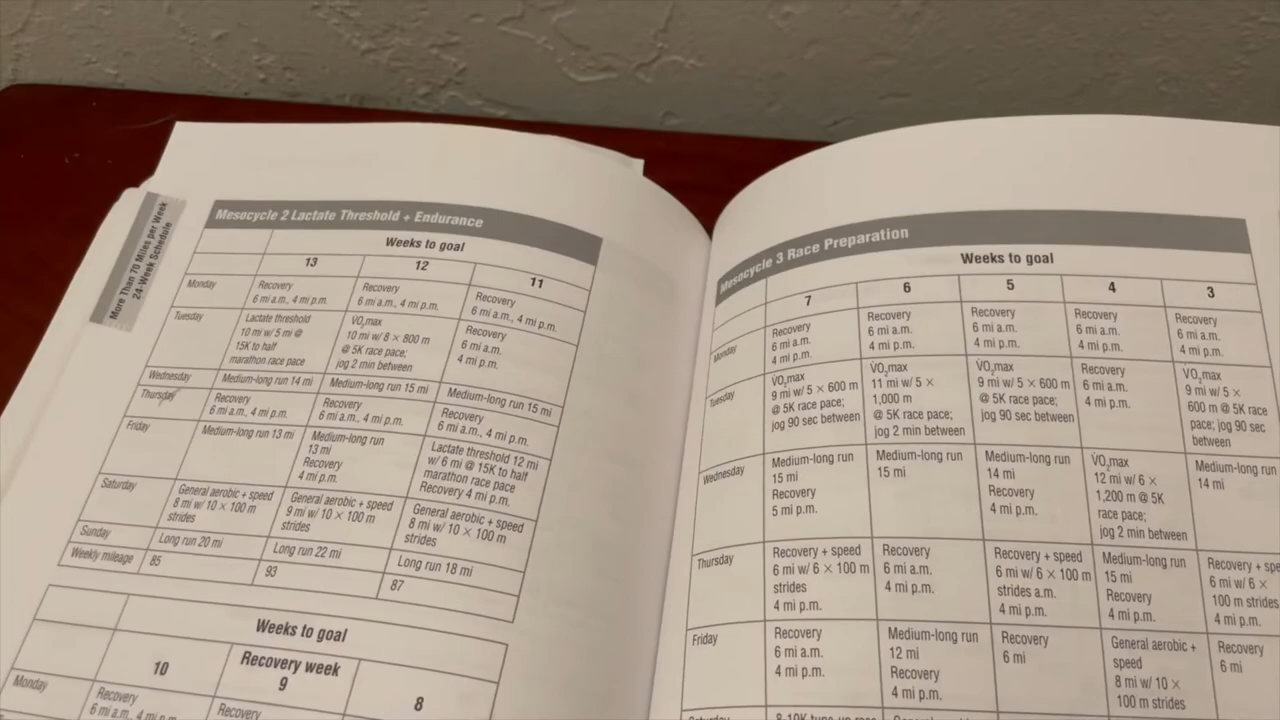 More Than 70 Miles per Week
24-Week Schedule
Mesocycle 2 Lactate Threshold + Endurance
Weeks to goal
13 12 11
Monday
Recovery
6 mi a.m., 4 mi p.m.
Recovery
6 mi a.m., 4 mi p.m.
Recovery
6 mi a.m., 4 mi p.m.
Tuesday
Lactate threshold
10 mi w/ 5 mi @
15K to half
marathon race pace
V̇O₂max
10 mi w/ 8 × 800 m
@ 5K race pace;
jog 2 min between
Recovery
6 mi a.m.
4 mi p.m.
Wednesday
Medium-long run 14 mi
Medium-long run 15 mi
Medium-long run 15 mi
Thursday
Recovery
6 mi a.m., 4 mi p.m.
Recovery
6 mi a.m., 4 mi p.m.
Recovery
6 mi a.m., 4 mi p.m.
Friday
Medium-long run 13 mi
Medium-long run
13 mi
Recovery
4 mi p.m.
Lactate threshold 12 mi
w/ 6 mi @ 15K to half
marathon race pace
Recovery 4 mi p.m.
Saturday
General aerobic + speed
8 mi w/ 10 × 100 m
strides
General aerobic + speed
9 mi w/ 10 × 100 m
strides
General aerobic + speed
8 mi w/ 10 × 100 m
strides
Sunday
Long run 20 mi
Long run 22 mi
Long run 18 mi
Weekly mileage
85
93
87
Weeks to goal
10
Recovery week
9
8
Monday
Recovery
6 mi a.m., 4 mi p.m.
Recovery
Mesocycle 3 Race Preparation
Weeks to goal
7 6 5 4 3
Monday
Recovery
6 mi a.m.
4 mi p.m.
Recovery
6 mi a.m.
4 mi p.m.
Recovery
6 mi a.m.
4 mi p.m.
Recovery
6 mi a.m.
4 mi p.m.
Recovery
6 mi a.m.
4 mi p.m.
Tuesday
V̇O₂max
9 mi w/ 5 × 600 m
@ 5K race pace;
jog 90 sec between
V̇O₂max
11 mi w/ 5 ×
1,000 m
@ 5K race pace;
jog 2 min between
V̇O₂max
9 mi w/ 5 × 600 m
@ 5K race pace;
jog 90 sec between
Recovery
6 mi a.m.
4 mi p.m.
V̇O₂max
9 mi w/ 5 ×
600 m @ 5K race
pace; jog 90 sec
between
Wednesday
Medium-long run
15 mi
Recovery
5 mi p.m.
Medium-long run
15 mi
Medium-long run
14 mi
Recovery
4 mi p.m.
V̇O₂max
12 mi w/ 6 ×
1,200 m @ 5K
race pace;
jog 2 min between
Medium-long run
14 mi
Thursday
Recovery + speed
6 mi w/ 6 × 100 m
strides
4 mi p.m.
Recovery
6 mi a.m.
4 mi p.m.
Recovery + speed
6 mi w/ 6 × 100 m
strides a.m.
4 mi p.m.
Medium-long run
15 mi
Recovery
4 mi p.m.
Recovery + spe
6 mi w/ 6 ×
100 m strides
4 mi p.m.
Friday
Recovery
6 mi a.m.
4 mi p.m.
Medium-long run
12 mi
Recovery
4 mi p.m.
Recovery
6 mi
General aerobic +
speed
8 mi w/ 10 ×
100 m strides
Recovery
6 mi